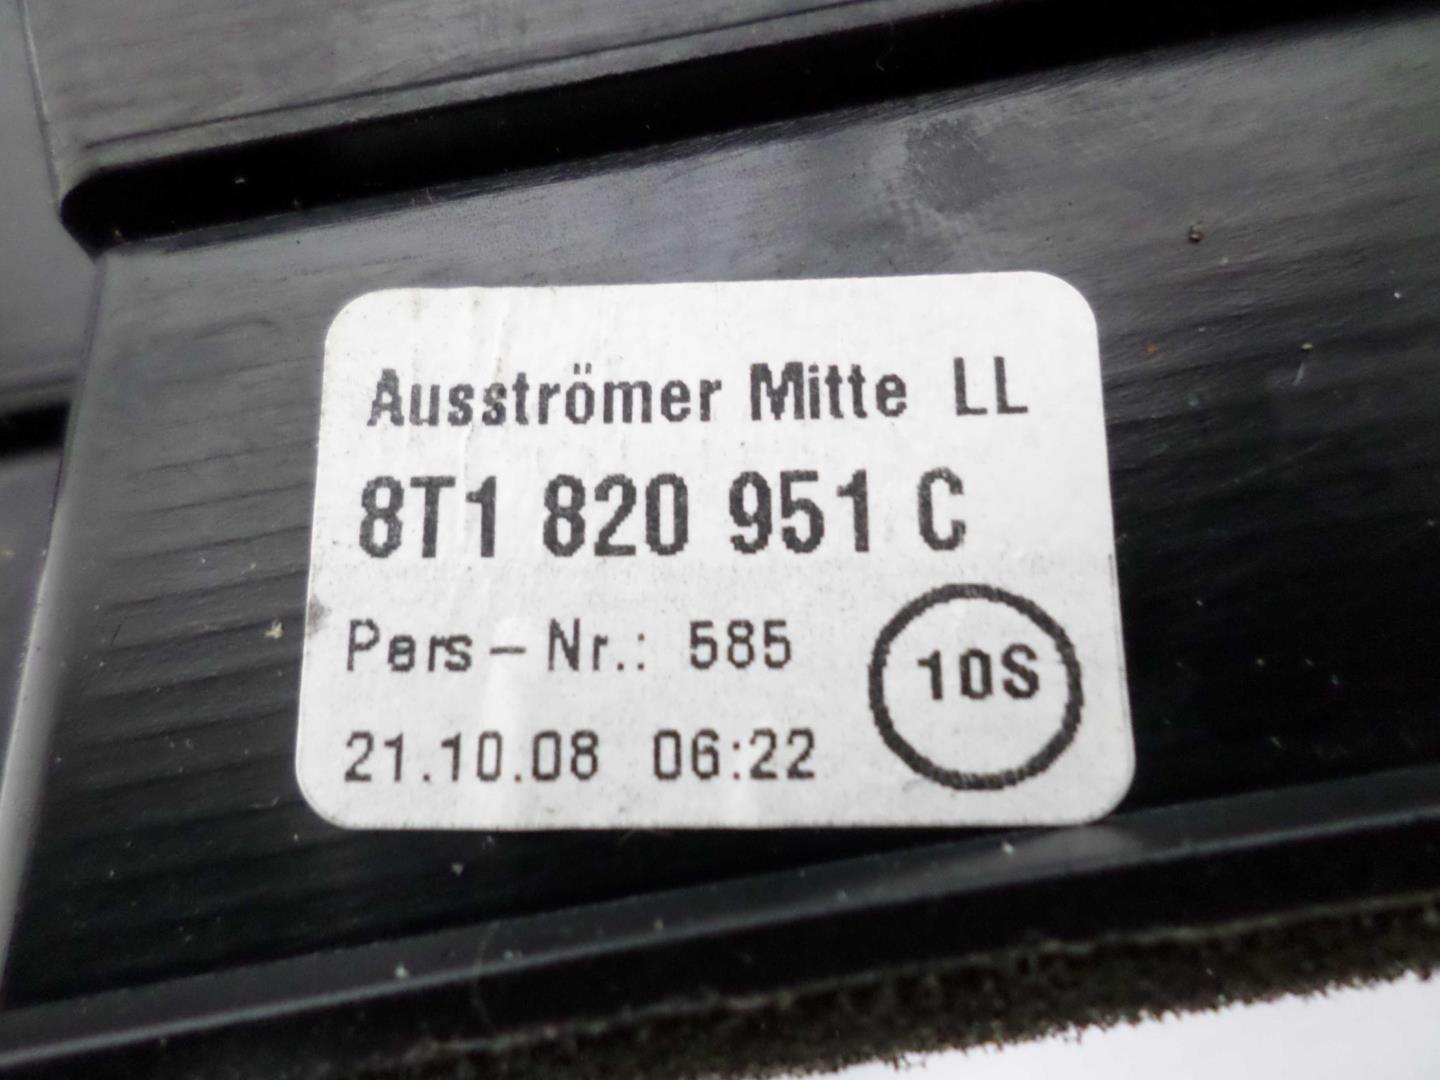 Ausströmer Mitte LL
8T1 820 951 C
Pers-Nr.: 585
10S
21.10.08 06:22